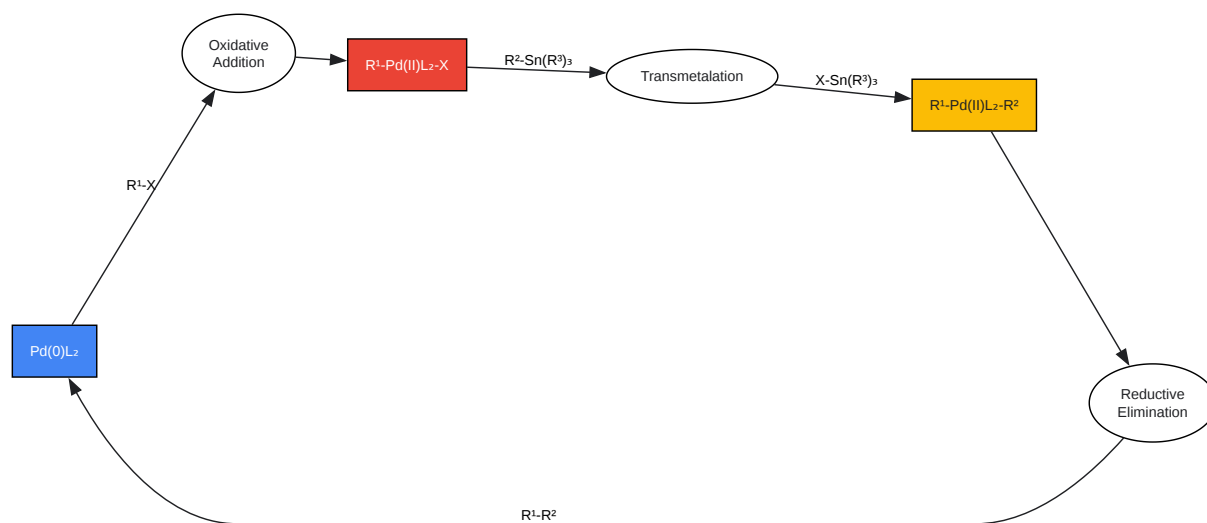 Oxidative
Addition
R¹-Pd(II)L₂-X
R²-Sn(R³)₃
Transmetalation
X-Sn(R³)₃
R¹-Pd(II)L₂-R²
R¹-X
Pd(0)L₂
Reductive
Elimination
R¹-R²